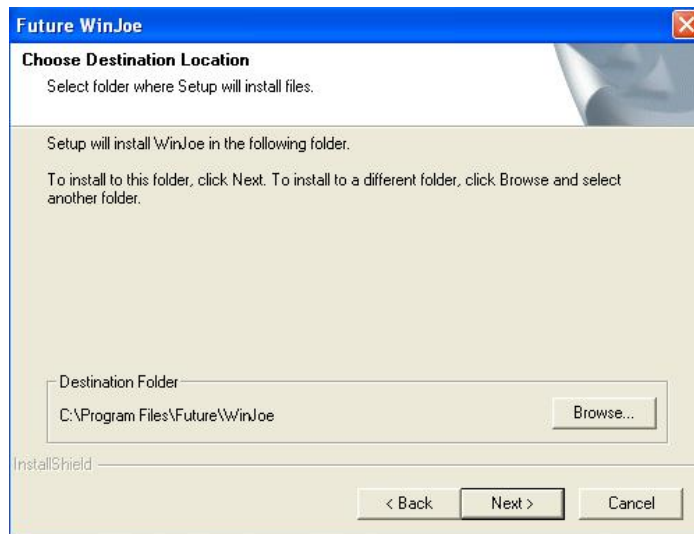 Future WinJoe
Choose Destination Location
Select folder where Setup will install files.
Setup will install WinJoe in the following folder.
To install to this folder, click Next. To install to a different folder, click Browse and select
another folder.
Destination Folder
C:\Program Files\Future\WinJoe
Browse...
InstallShield
< Back
Next >
Cancel